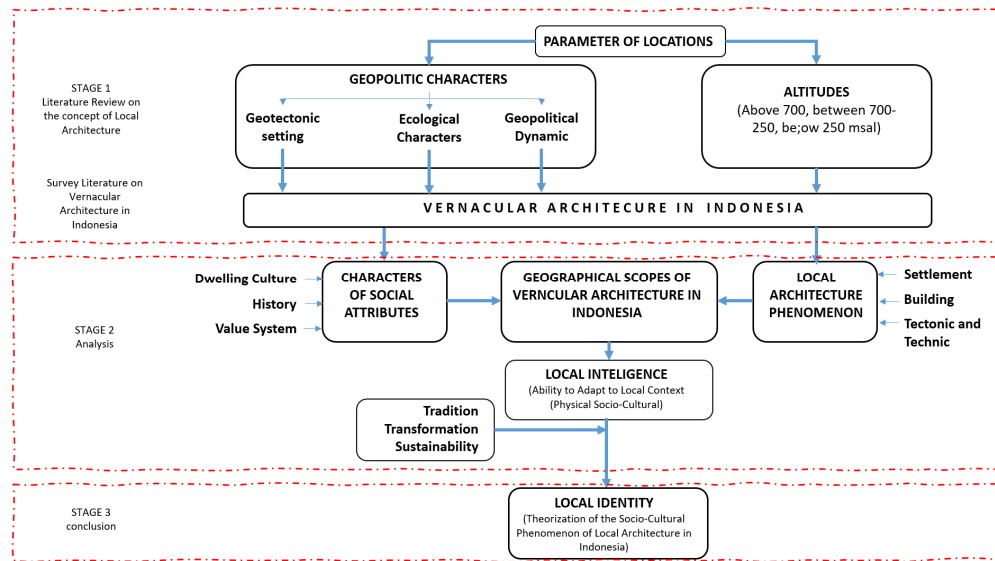 PARAMETER OF LOCATIONS
STAGE 1
Literature Review on
the concept of Local
Architecture
GEOPOLITIC CHARACTERS
Geotectonic
setting
Ecological
Characters
Geopolitical
Dynamic
ALTITUDES
(Above 700, between 700-
250, be;ow 250 msal)
Survey Literature on
Vernacular
Architecture in
Indonesia
VERNACULAR ARCHITECURE IN INDONESIA
STAGE 2
Analysis
Dwelling Culture
History
Value System
CHARACTERS
OF SOCIAL
ATTRIBUTES
GEOGRAPHICAL SCOPES OF
VERNCULAR ARCHITECTURE IN
INDONESIA
LOCAL
ARCHITECTURE
PHENOMENON
Settlement
Building
Tectonic and
Technic
LOCAL INTELIGENCE
(Ability to Adapt to Local Context
(Physical Socio-Cultural)
Tradition
Transformation
Sustainability
STAGE 3
conclusion
LOCAL IDENTITY
(Theorization of the Socio-Cultural
Phenomenon of Local Architecture in
Indonesia)